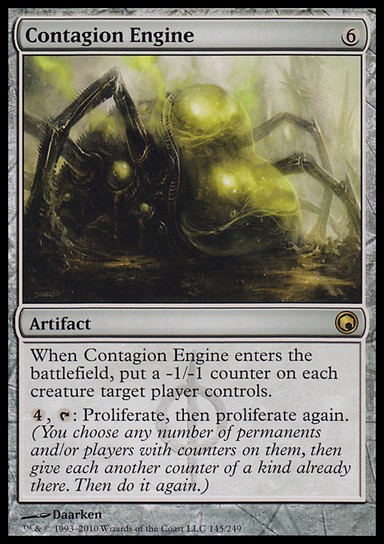 Contagion Engine 6
Artifact
When Contagion Engine enters the
battlefield, put a -1/-1 counter on each
creature target player controls.
4, : Proliferate, then proliferate again.
(You choose any number of permanents
and/or players with counters on them, then
give each another counter of a kind already
there. Then do it again.)
Daarken
™ & © 1993–2010 Wizards of the Coast LLC 145/249